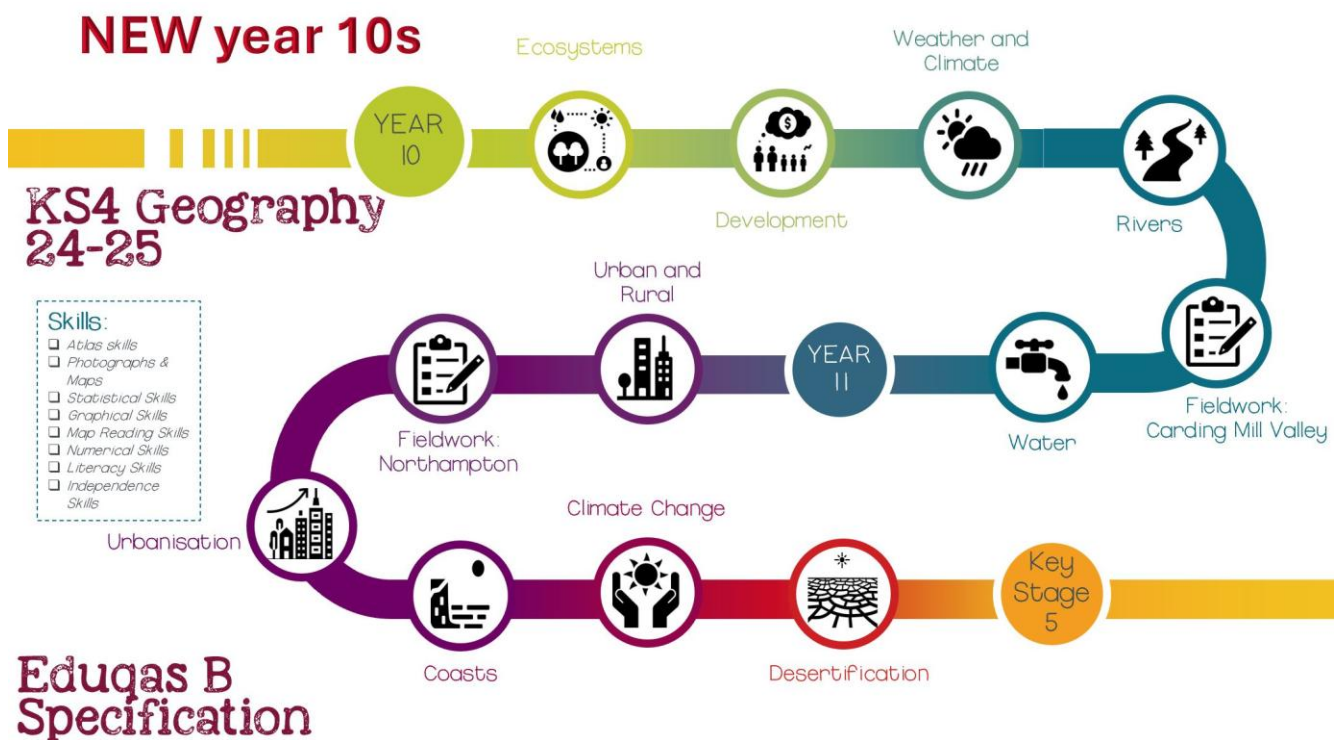 NEW year 10s
Ecosystems
Weather and
Climate
YEAR
10
$
KS4 Geography
24-25
Development
Rivers
Urban and
Rural
Skills:
Atlas skills
Photographs &
Maps
Statistical Skills
Graphical Skills
Map Reading Skills
Numerical Skills
Literacy Skills
Independence
Skills
YEAR
11
Fieldwork:
Northampton
Water
Fieldwork:
Carding Mill Valley
Urbanisation
Climate Change
Key
Stage
5
Coasts
Desertification
Eduqas B
Specification